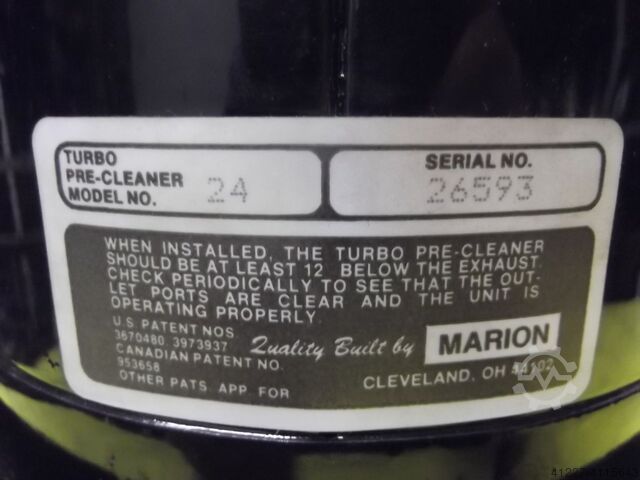 TURBO
PRE-CLEANER
MODEL NO. 24
SERIAL NO.
26593
WHEN INSTALLED, THE TURBO PRE-CLEANER
SHOULD BE AT LEAST 12 BELOW THE EXHAUST.
CHECK PERIODICALLY TO SEE THAT THE OUT-
LET PORTS ARE CLEAR AND THE UNIT IS
OPERATING PROPERLY.
U.S. PATENT NOS
3670480 3973937
CANADIAN PATENT NO.
953658
OTHER PATS APP FOR
Quality Built by
MARION
CLEVELAND, OH